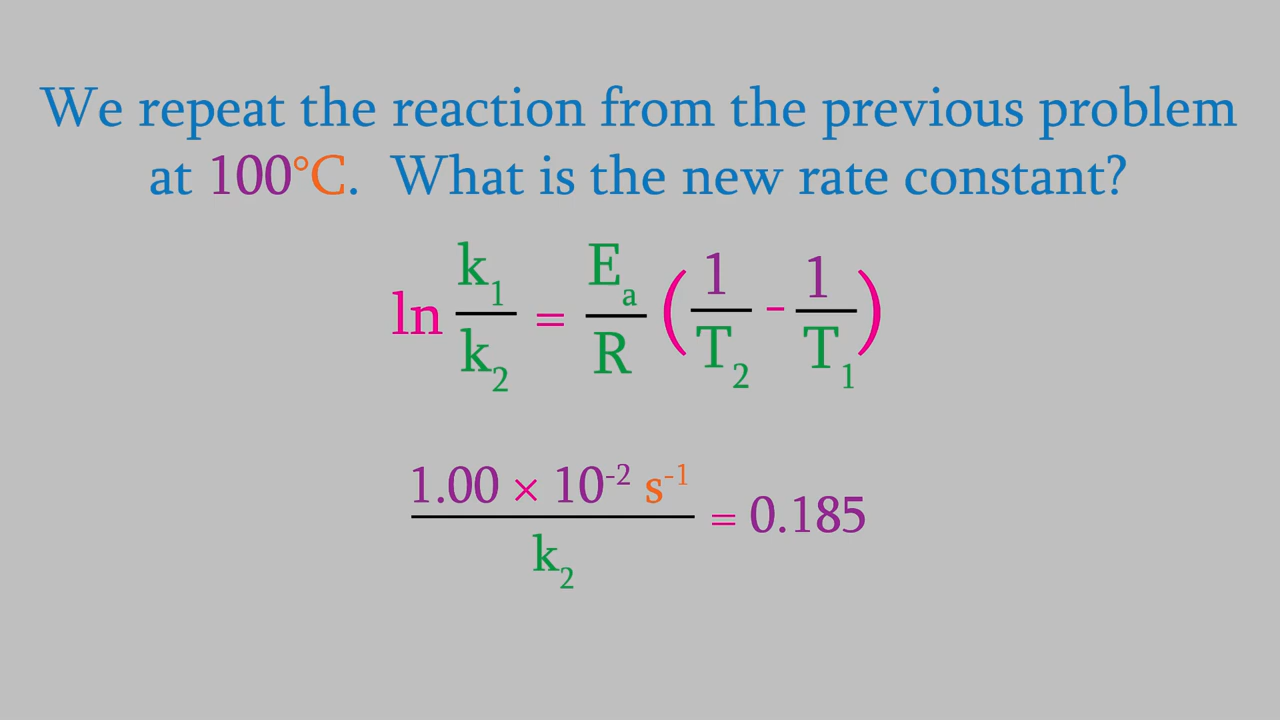 We repeat the reaction from the previous problem
at 100°C. What is the new rate constant?
ln k₁/k₂ = Eₐ/R (1/T₂ - 1/T₁)
1.00 × 10⁻² s⁻¹/k₂ = 0.185